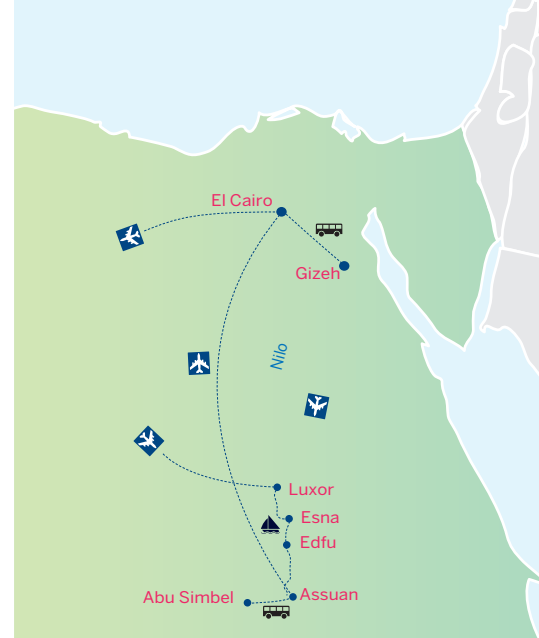 El Cairo
Gizeh
Nilo
Luxor
Esna
Edfu
Abu Simbel
Assuan